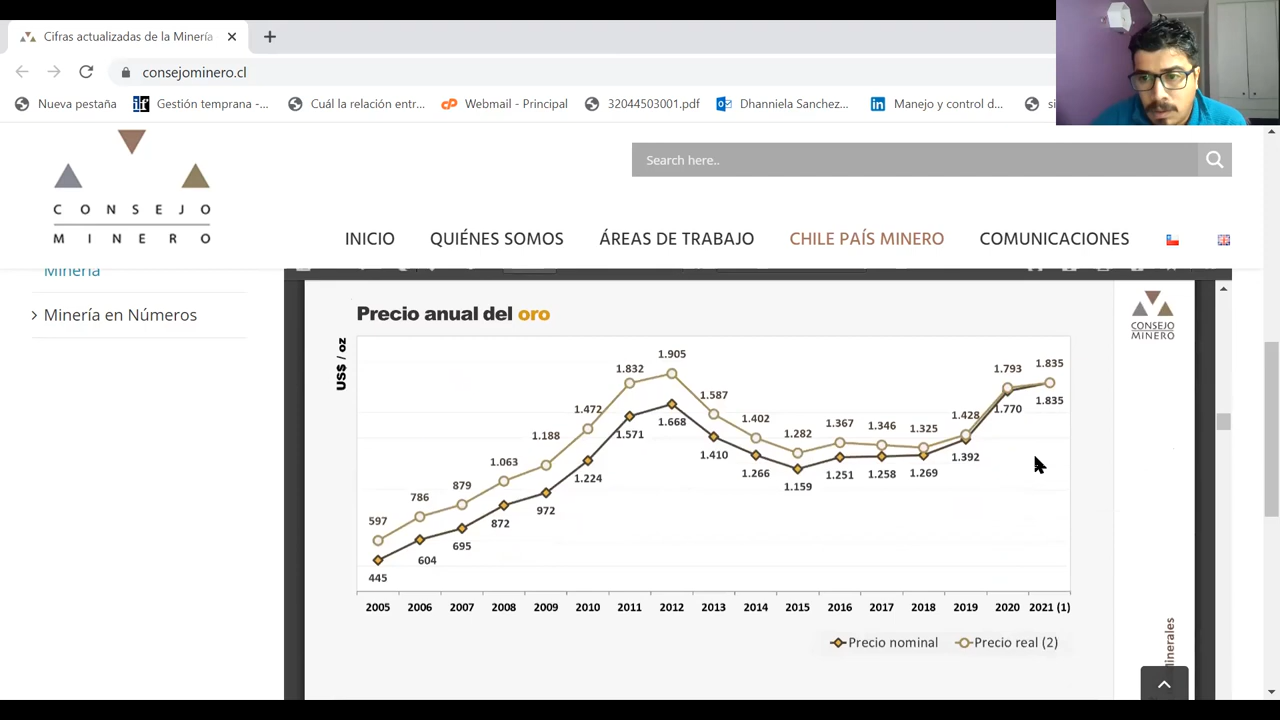 Cifras actualizadas de la Minería
consejominero.cl
Nueva pestaña
Gestión temprana -...
Cuál la relación entr...
Webmail - Principal
32044503001.pdf
Dhanniela Sanchez...
Manejo y control d...
CONSEJO
MINERO
Search here..
INICIO
QUIÉNES SOMOS
ÁREAS DE TRABAJO
CHILE PAÍS MINERO
COMUNICACIONES
Minería
Minería en Números
Precio anual del oro
CONSEJO
MINERO
US$ / oz
597 786 879 1.063 1.188 1.472 1.832 1.905 1.587 1.402 1.282 1.367 1.346 1.325 1.428 1.793 1.835
445 604 695 872 972 1.224 1.571 1.668 1.410 1.266 1.159 1.251 1.258 1.269 1.392 1.770 1.835
2005 2006 2007 2008 2009 2010 2011 2012 2013 2014 2015 2016 2017 2018 2019 2020 2021 (1)
Precio nominal
Precio real (2)